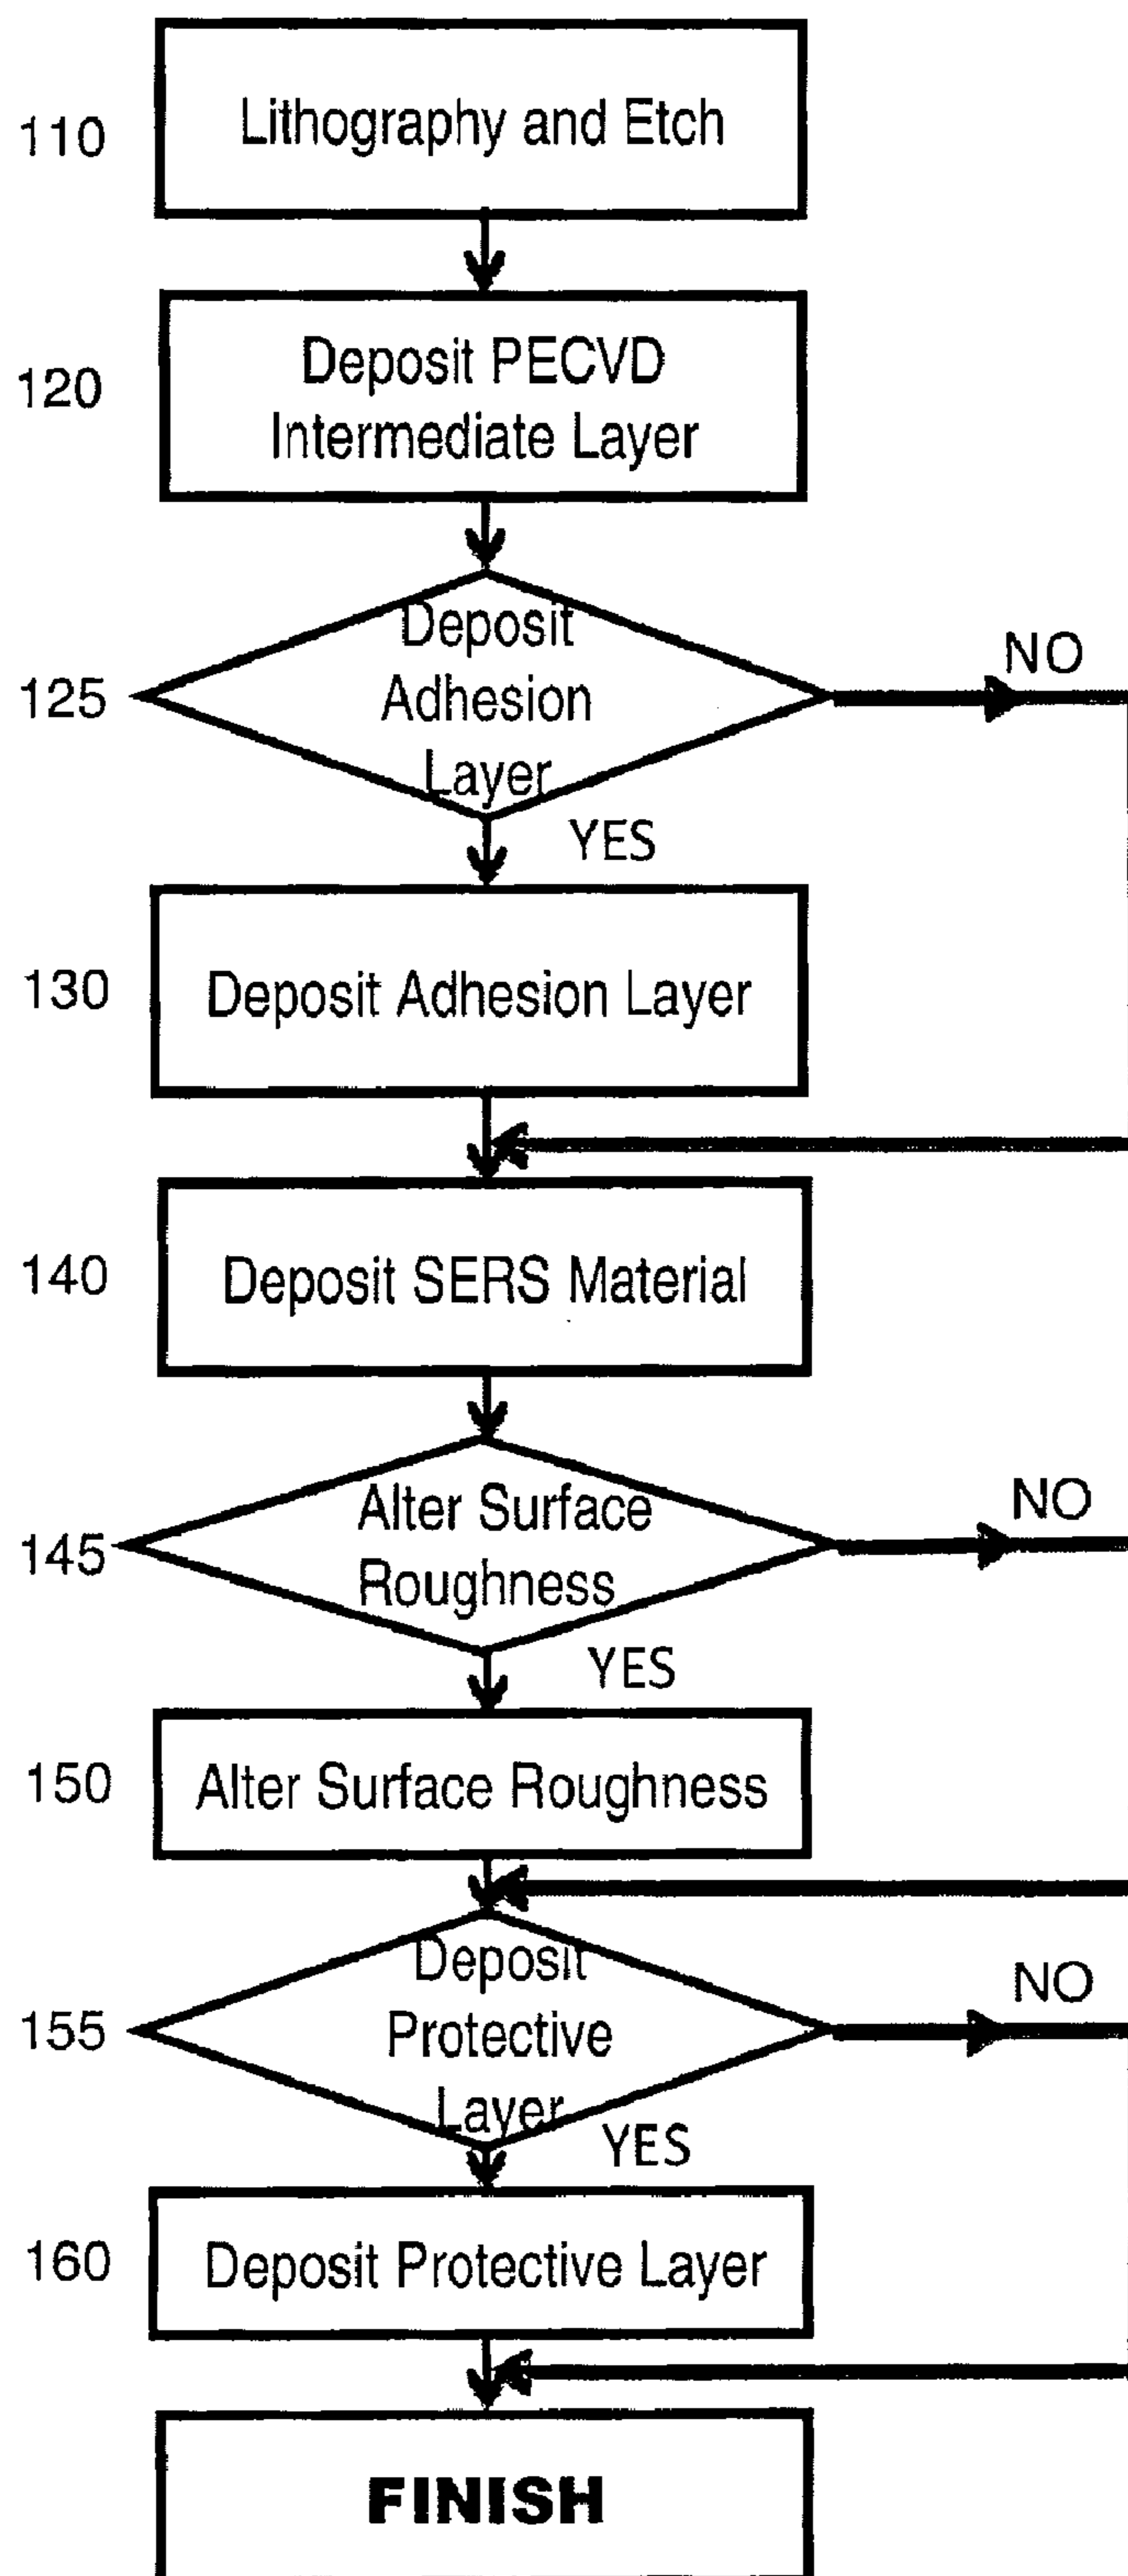 110
Lithography and Etch
120
Deposit PECVD
Intermediate Layer
125
Deposit
Adhesion
Layer
NO
YES
130
Deposit Adhesion Layer
140
Deposit SERS Material
145
Alter Surface
Roughness
NO
YES
150
Alter Surface Roughness
155
Deposit
Protective
Layer
NO
YES
160
Deposit Protective Layer
FINISH